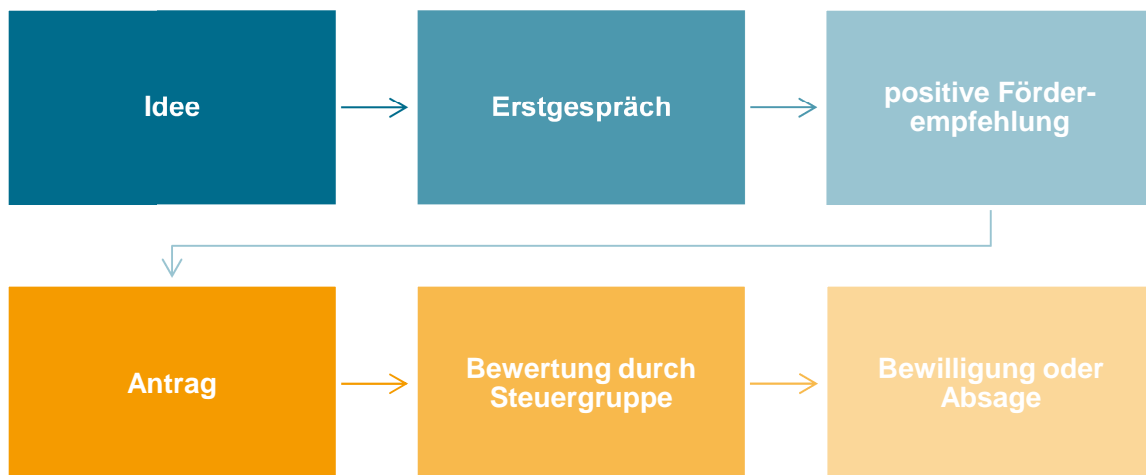 Idee
Erstgespräch
positive Förder-
empfehlung
Antrag
Bewertung durch
Steuergruppe
Bewilligung oder
Absage